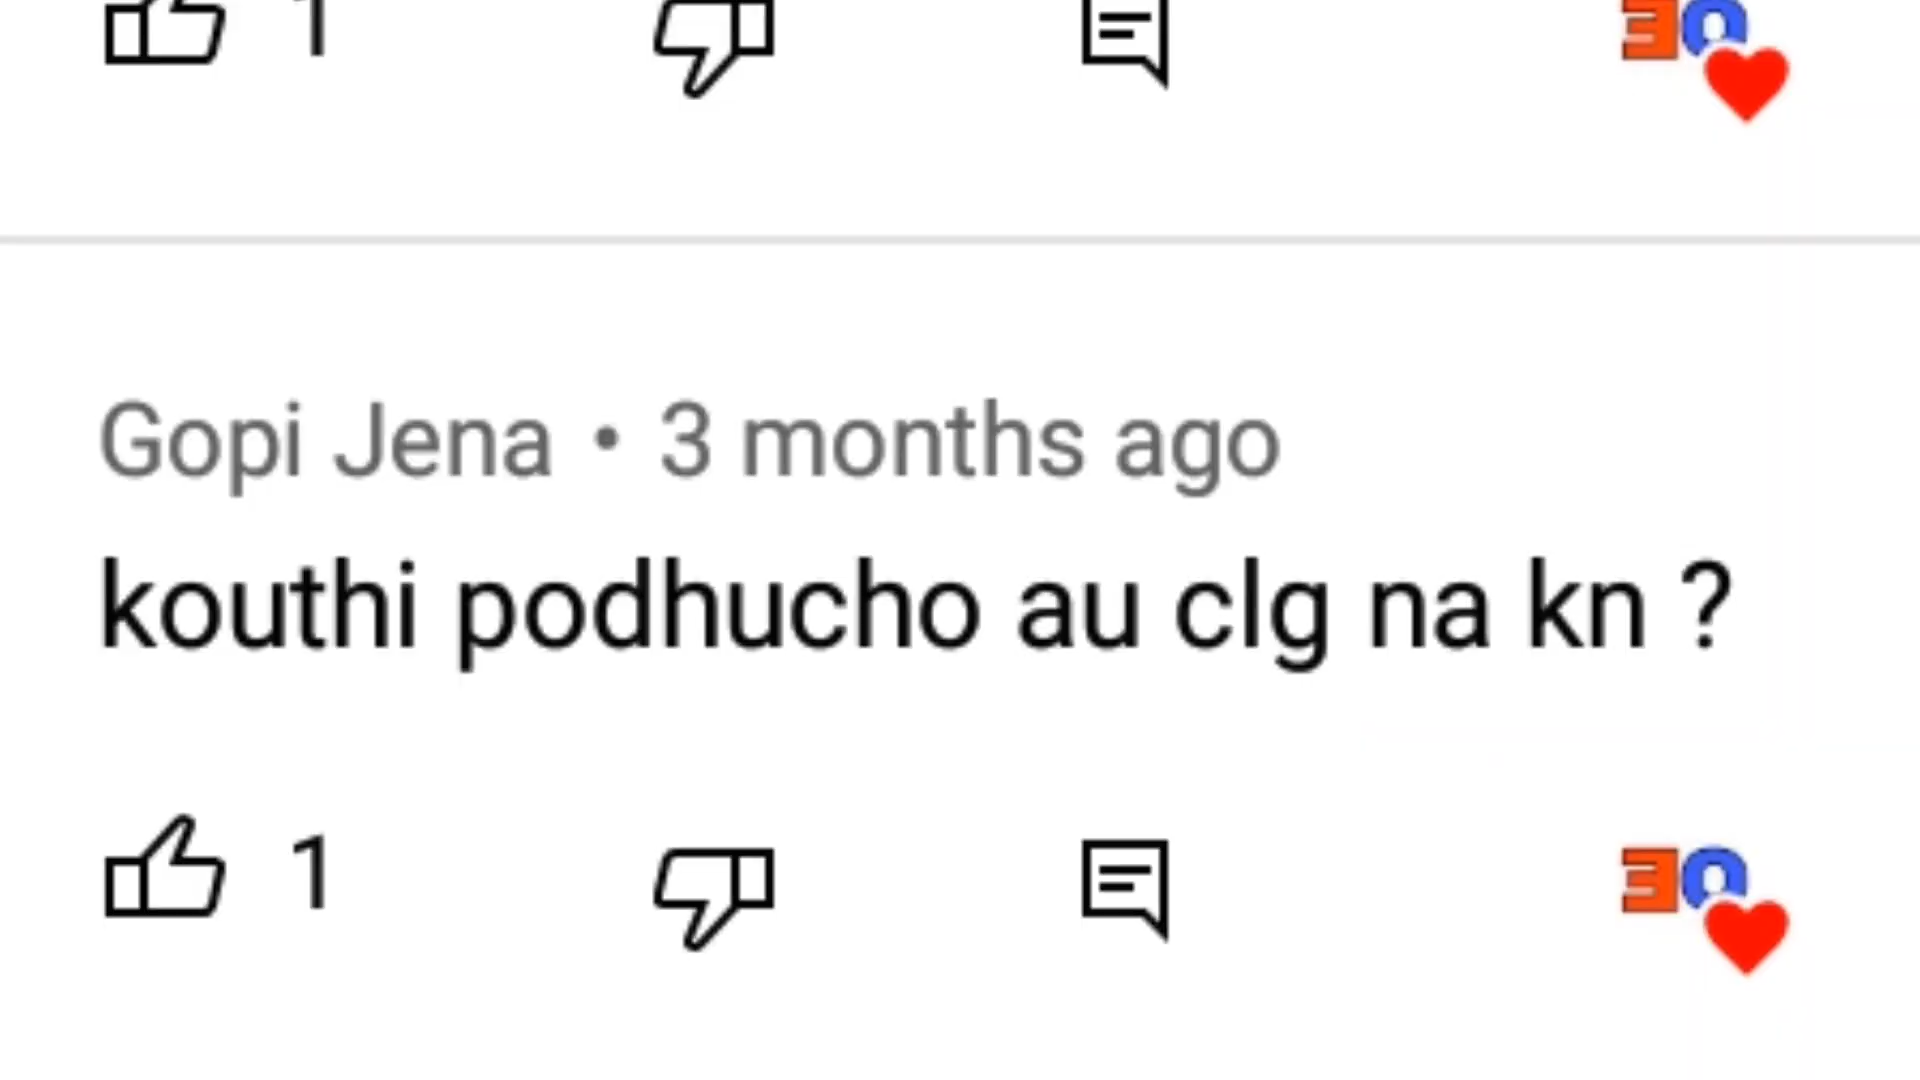 1
Gopi Jena • 3 months ago
kouthi podhucho au clg na kn ?
1